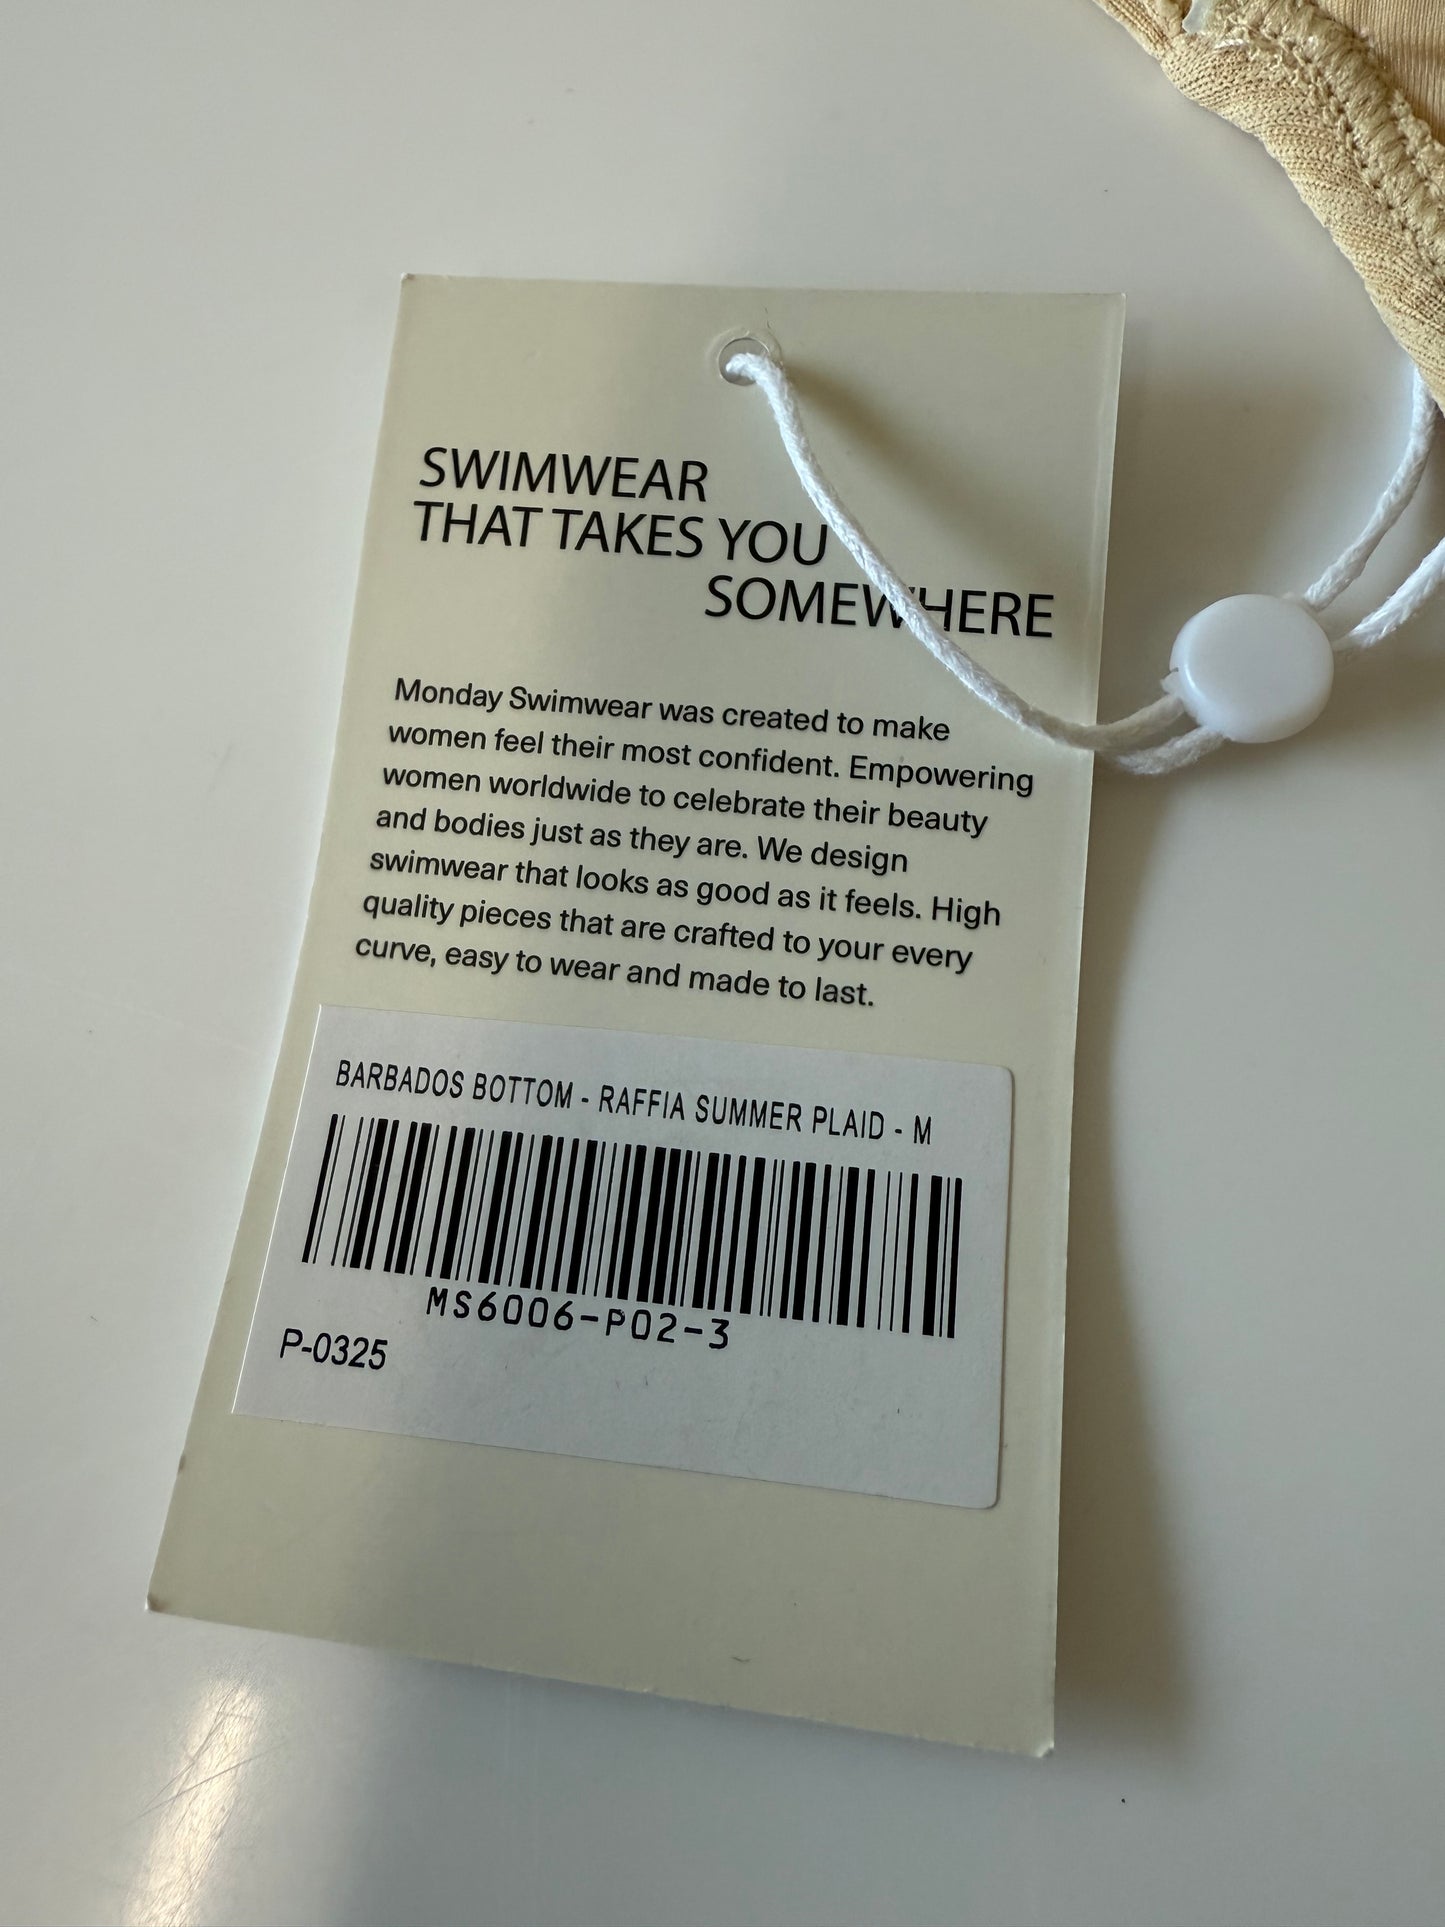 SWIMWEAR
THAT TAKES YOU
SOMEWHERE
Monday Swimwear was created to make
women feel their most confident. Empowering
women worldwide to celebrate their beauty
and bodies just as they are. We design
swimwear that looks as good as it feels. High
quality pieces that are crafted to your every
curve, easy to wear and made to last.
BARBADOS BOTTOM - RAFFIA SUMMER PLAID - M
MS6006-P02-3
P-0325